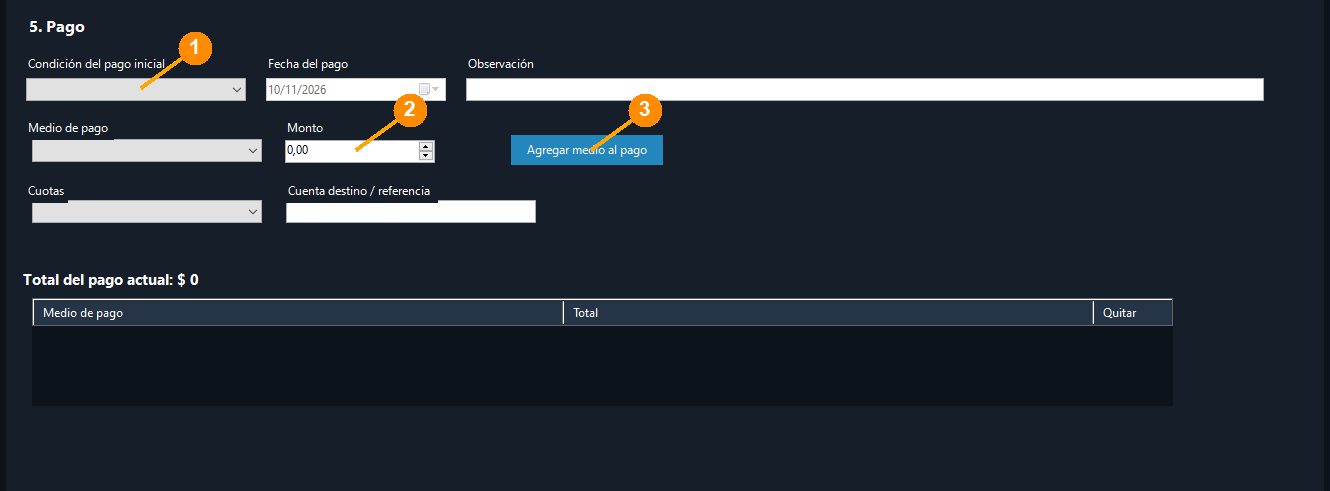 5. Pago
1
Condición del pago inicial
Fecha del pago
Observación
10/11/2026
2
3
Medio de pago
Monto
0,00
Agregar medio al pago
Cuotas
Cuenta destino / referencia
Total del pago actual: $ 0
Medio de pago
Total
Quitar